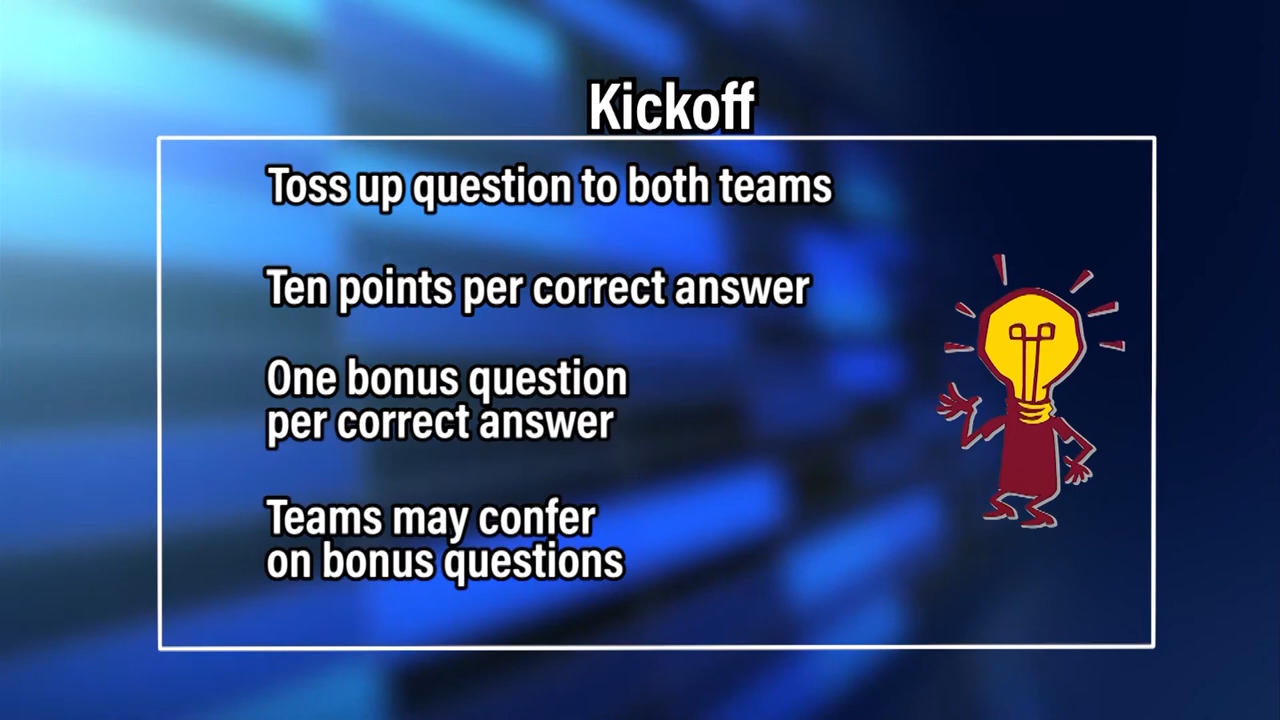 Kickoff
Toss up question to both teams
Ten points per correct answer
One bonus question
per correct answer
Teams may confer
on bonus questions